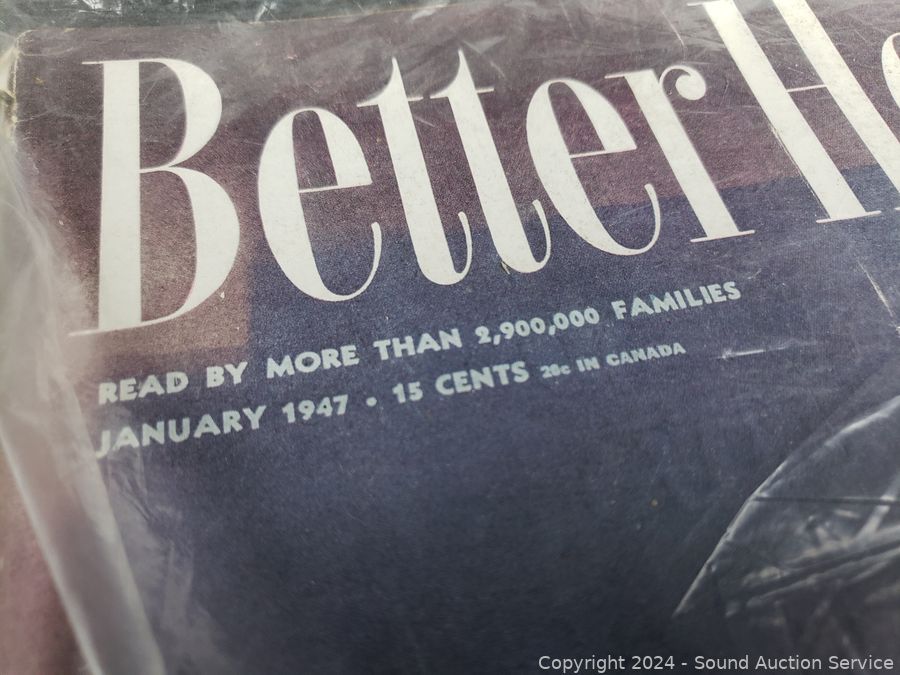 Better Ho
READ BY MORE THAN 2,900,000 FAMILIES
JANUARY 1947 • 15 CENTS 20c IN CANADA
Copyright 2024 - Sound Auction Service